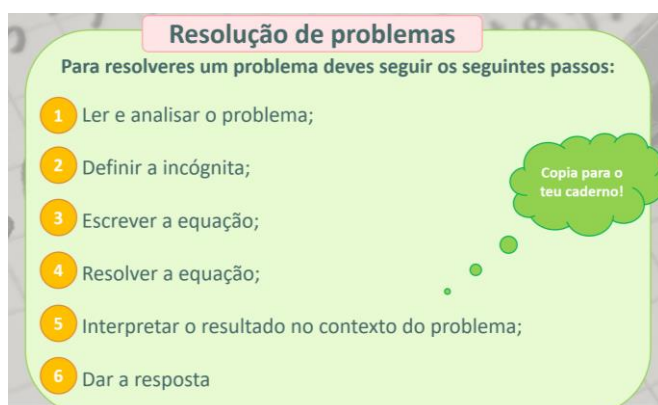 Resolução de problemas
Para resolveres um problema deves seguir os seguintes passos:
1 Ler e analisar o problema;
2 Definir a incógnita;
Copia para o
teu caderno!
3 Escrever a equação;
4 Resolver a equação;
5 Interpretar o resultado no contexto do problema;
6 Dar a resposta